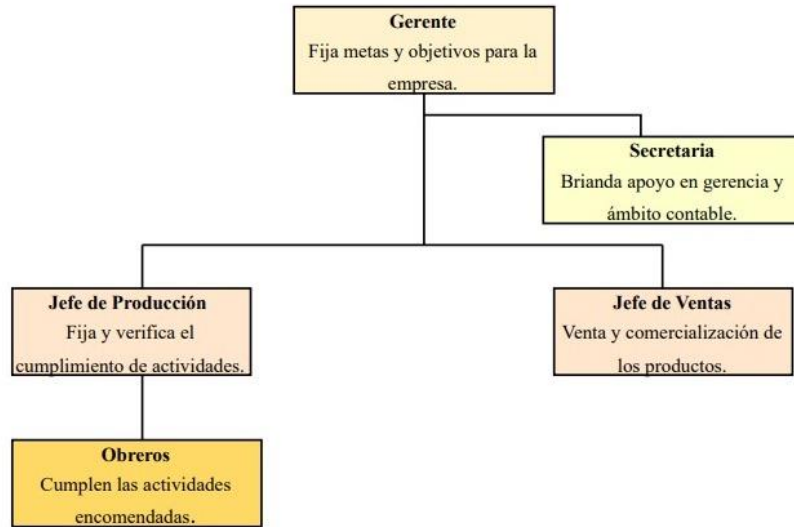 Gerente
Fija metas y objetivos para la
empresa.
Secretaria
Brianda apoyo en gerencia y
ámbito contable.
Jefe de Producción
Fija y verifica el
cumplimiento de actividades.
Jefe de Ventas
Venta y comercialización de
los productos.
Obreros
Cumplen las actividades
encomendadas.